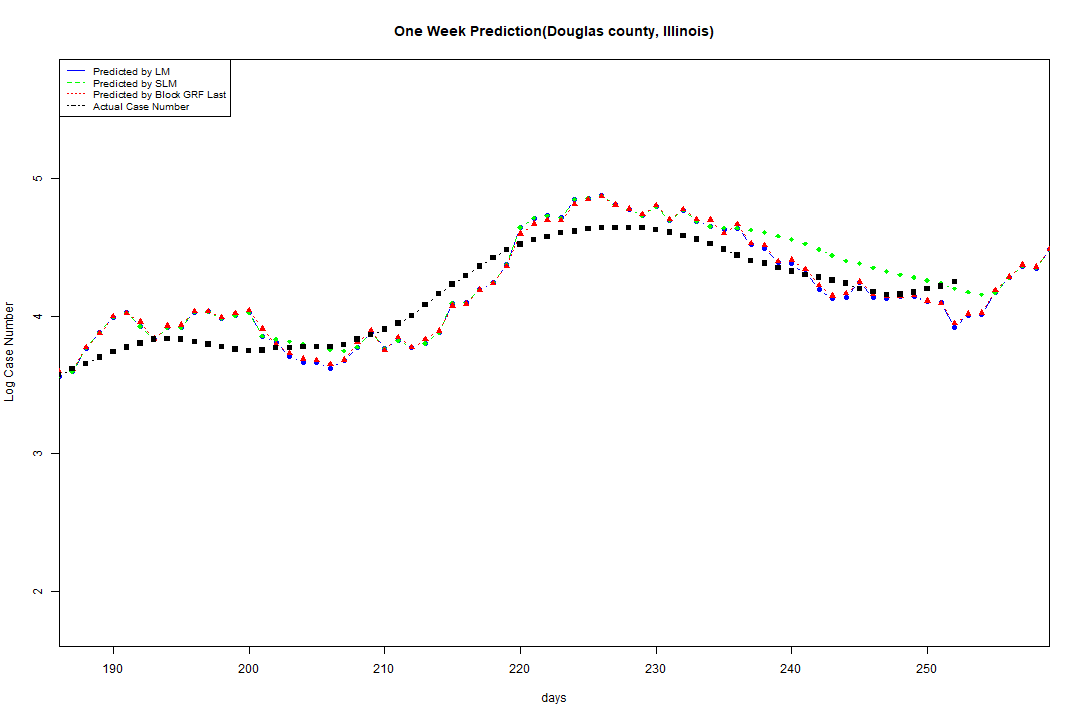 One Week Prediction(Douglas county, Illinois)
Predicted by LM
Predicted by SLM
Predicted by Block GRF Last
Actual Case Number
5
4
3
2
Log Case Number
190 200 210 220 230 240 250
days